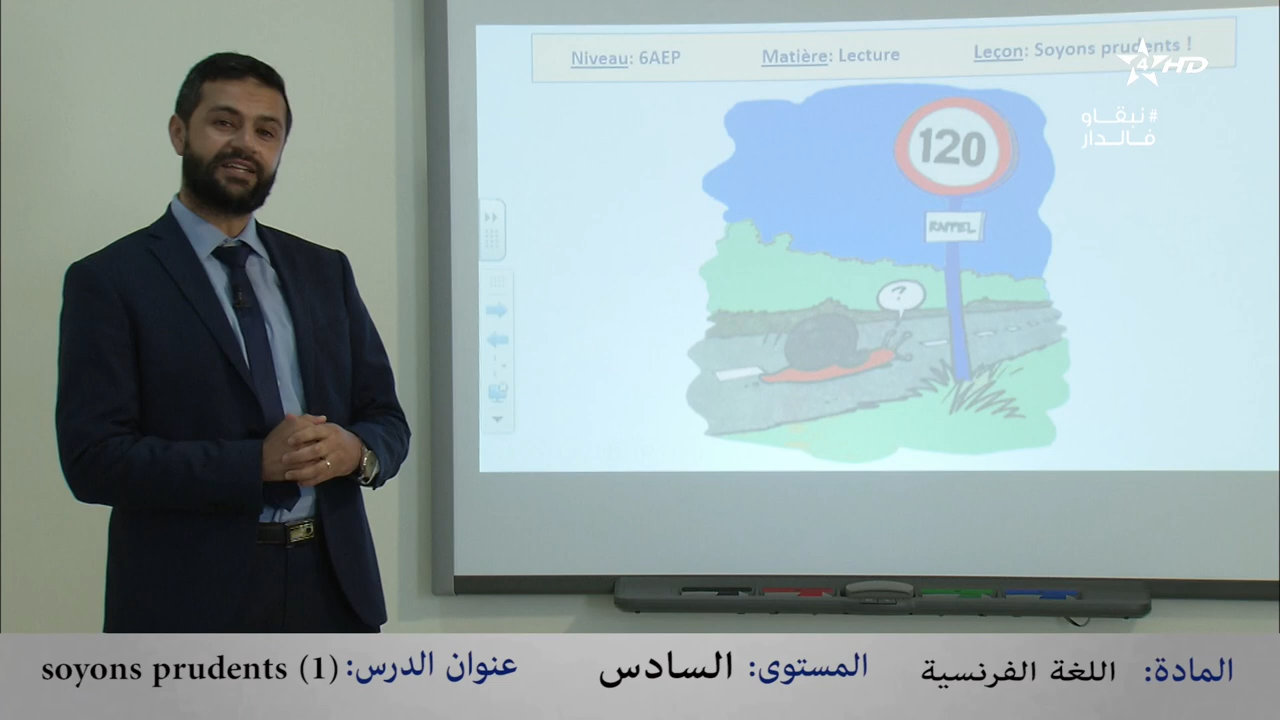 Niveau: 6AEP Matière: Lecture Leçon: Soyons prudents !
4 HD
#نبقاو
فالدار
120
RAPPEL
?
المادة: اللغة الفرنسية المستوى: السادس عنوان الدرس: soyons prudents (1)